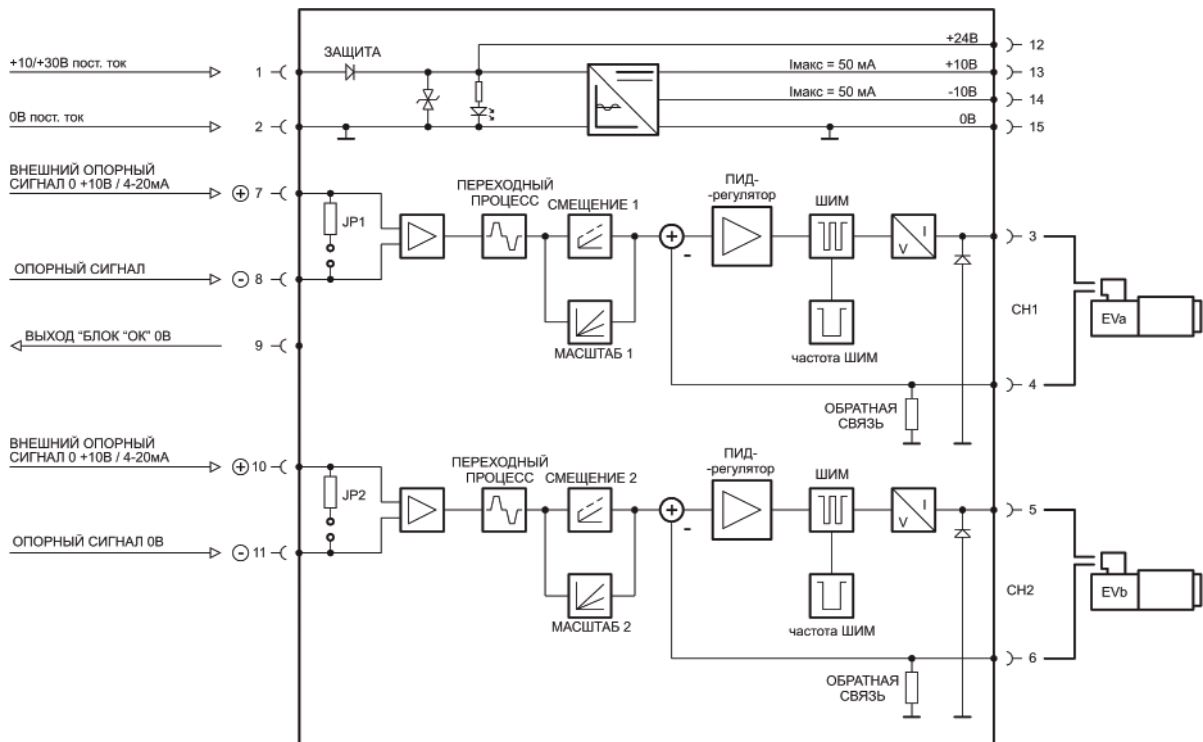 +24В
12
ЗАЩИТА
+10/+30В пост. ток
1
Iмакс = 50 мА
+10В
13
Iмакс = 50 мА
-10В
14
0В пост. ток
2
0В
15
ВНЕШНИЙ ОПОРНЫЙ
СИГНАЛ 0 +10В / 4-20мА
+ 7
JP1
ПЕРЕХОДНЫЙ
ПРОЦЕСС
СМЕЩЕНИЕ 1
ПИД-
-регулятор
ШИМ
V I
3
+
-
ОПОРНЫЙ СИГНАЛ
- 8
CH1
EVa
ВЫХОД “БЛОК “ОК” 0В
9
МАСШТАБ 1
частота ШИМ
4
ОБРАТНАЯ
СВЯЗЬ
ВНЕШНИЙ ОПОРНЫЙ
СИГНАЛ 0 +10В / 4-20мА
+ 10
JP2
ПЕРЕХОДНЫЙ
ПРОЦЕСС
СМЕЩЕНИЕ 2
ПИД-
-регулятор
ШИМ
V I
5
+
-
ОПОРНЫЙ СИГНАЛ 0В
- 11
CH2
EVb
МАСШТАБ 2
частота ШИМ
6
ОБРАТНАЯ
СВЯЗЬ